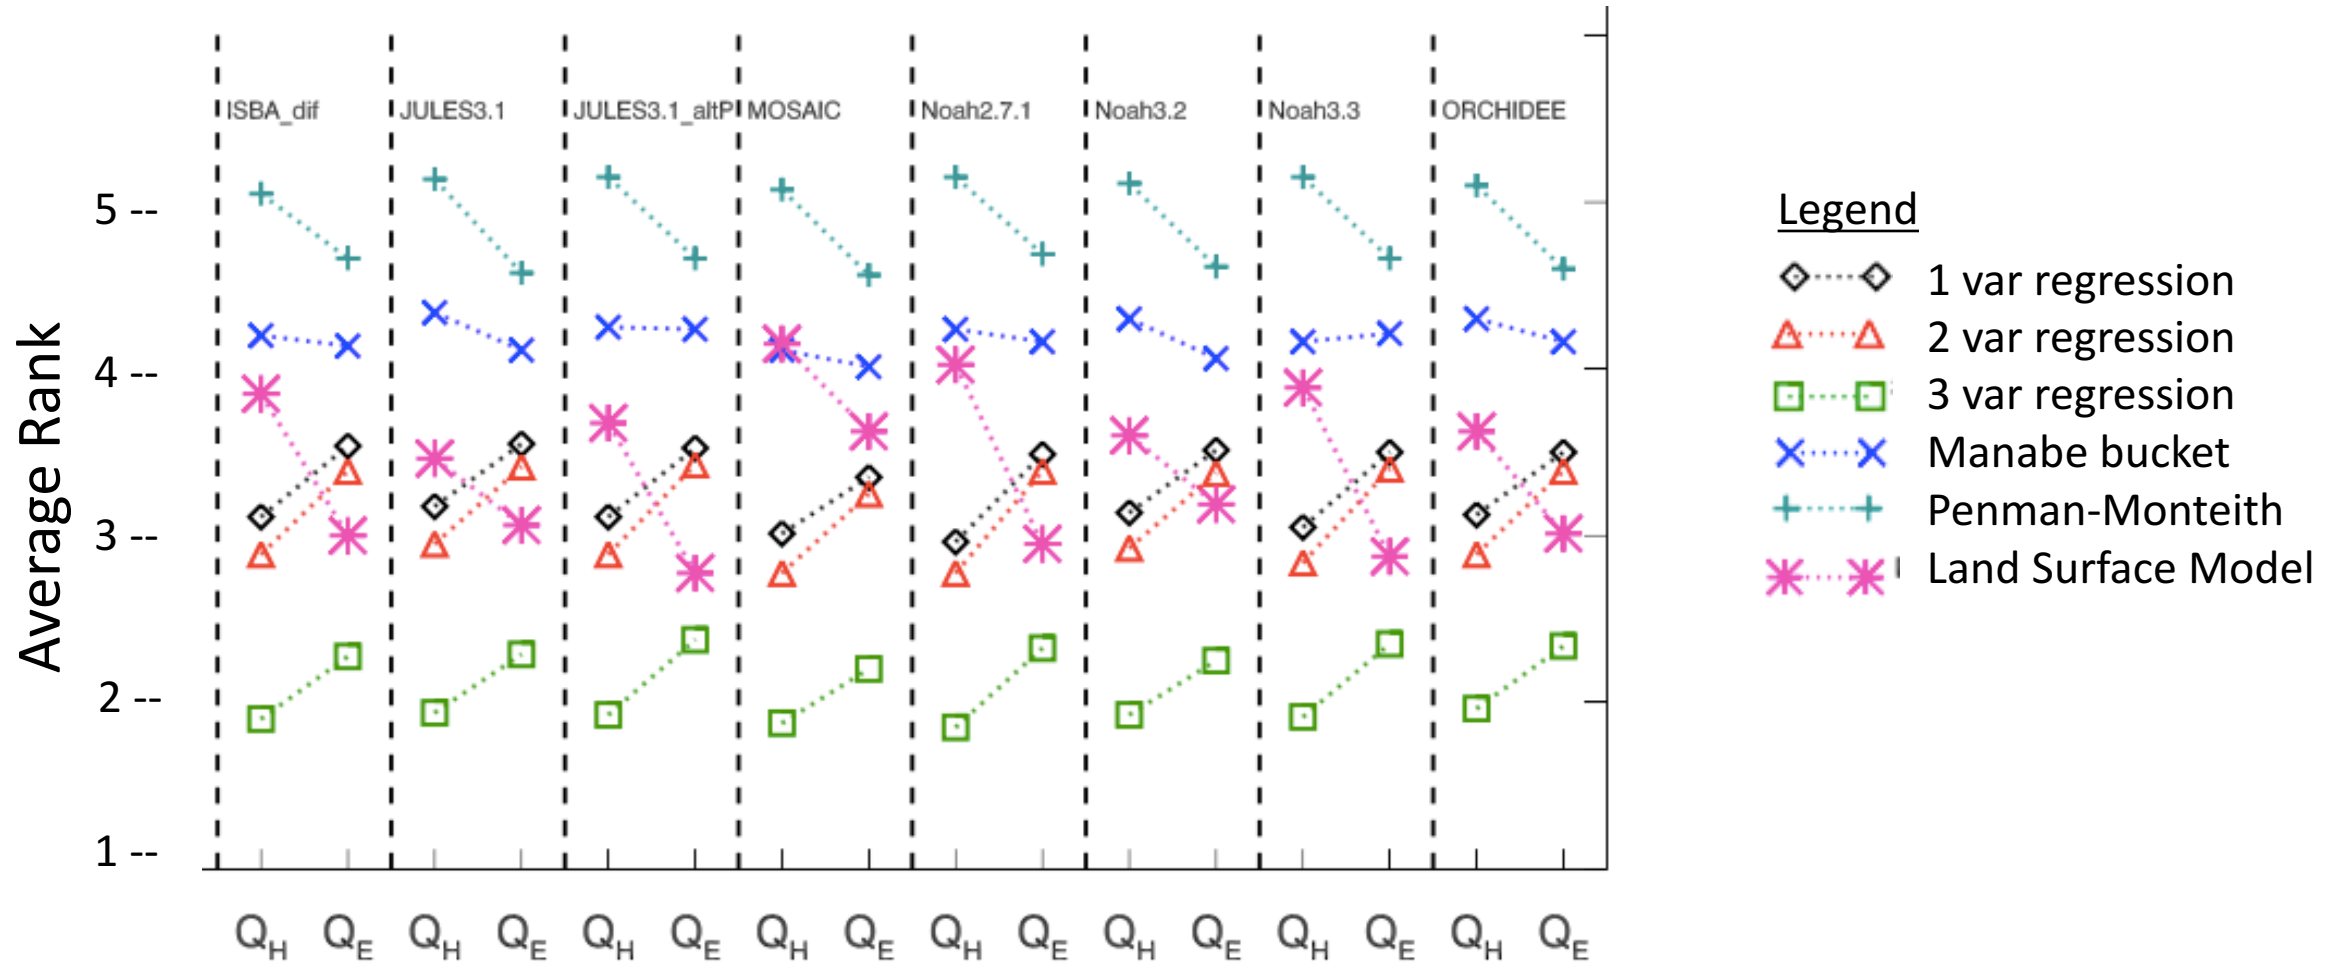 ISBA_dif JULES3.1 JULES3.1_altP MOSAIC Noah2.7.1 Noah3.2 Noah3.3 ORCHIDEE
Average Rank
5 --
4 --
3 --
2 --
1 --
QH QE QH QE QH QE QH QE QH QE QH QE QH QE QH QE
Legend
1 var regression
2 var regression
3 var regression
Manabe bucket
Penman-Monteith
Land Surface Model